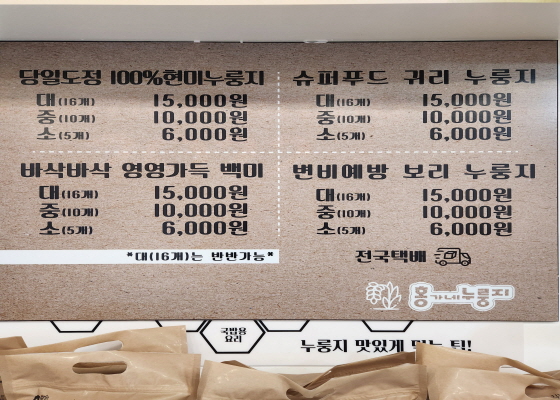 당일도정 100%현미누룽지
대(16개) 15,000원
중(10개) 10,000원
소(5개) 6,000원
슈퍼푸드 귀리 누룽지
대(16개) 15,000원
중(10개) 10,000원
소(5개) 6,000원
바삭바삭 영영가득 백미
대(16개) 15,000원
중(10개) 10,000원
소(5개) 6,000원
*대(16개)는 반반가능*
변비예방 보리 누룽지
대(16개) 15,000원
중(10개) 10,000원
소(5개) 6,000원
전국택배
홍가네누룽지
국밥용
요리
누룽지 맛있게 먹는 팁!